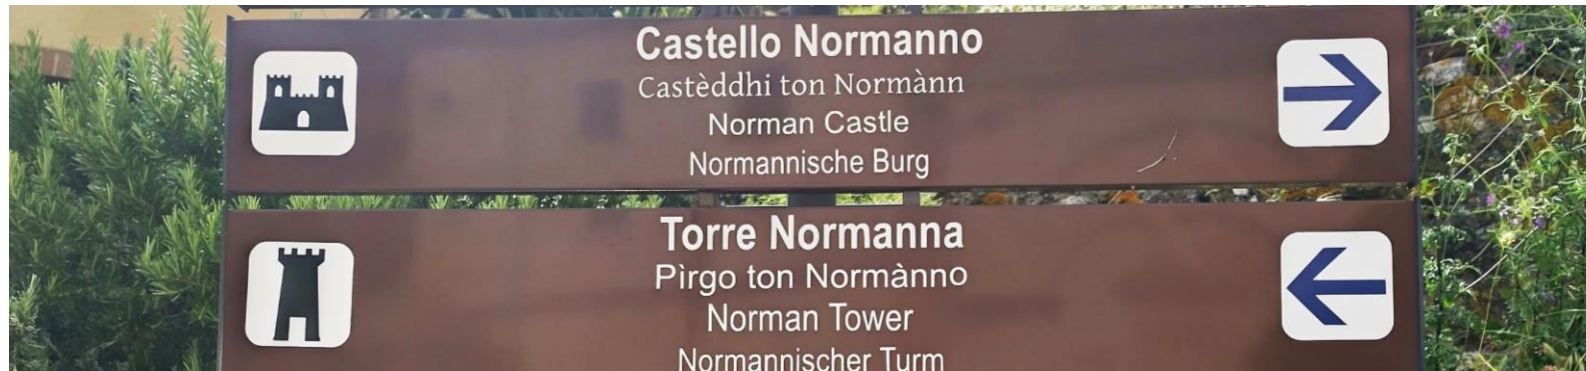 Castello Normanno
Castèddhi ton Normànn
Norman Castle
Normannische Burg
Torre Normanna
Pìrgo ton Normànno
Norman Tower
Normannischer Turm